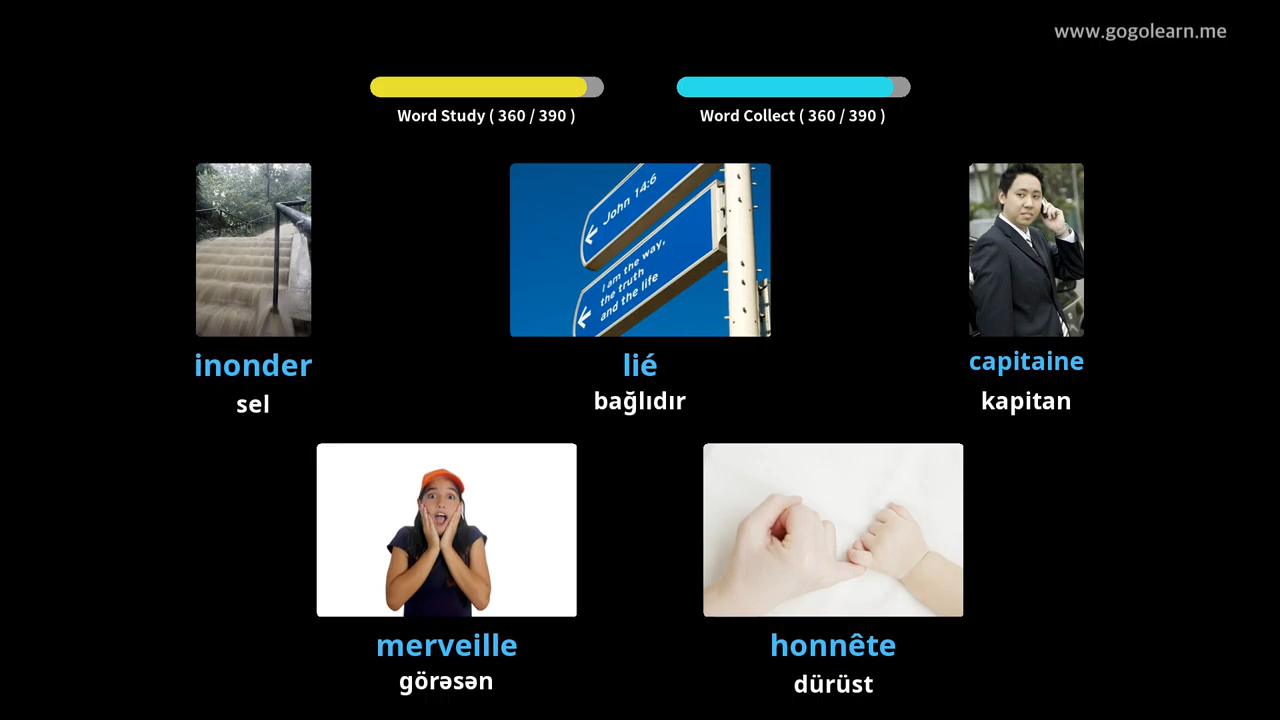 www.gogolearn.me
Word Study ( 360 / 390 )
Word Collect ( 360 / 390 )
John 14:6
I am the way,
the truth
and the life
inonder
sel
lié
bağlıdır
capitaine
kapitan
merveille
görəsən
honnête
dürüst